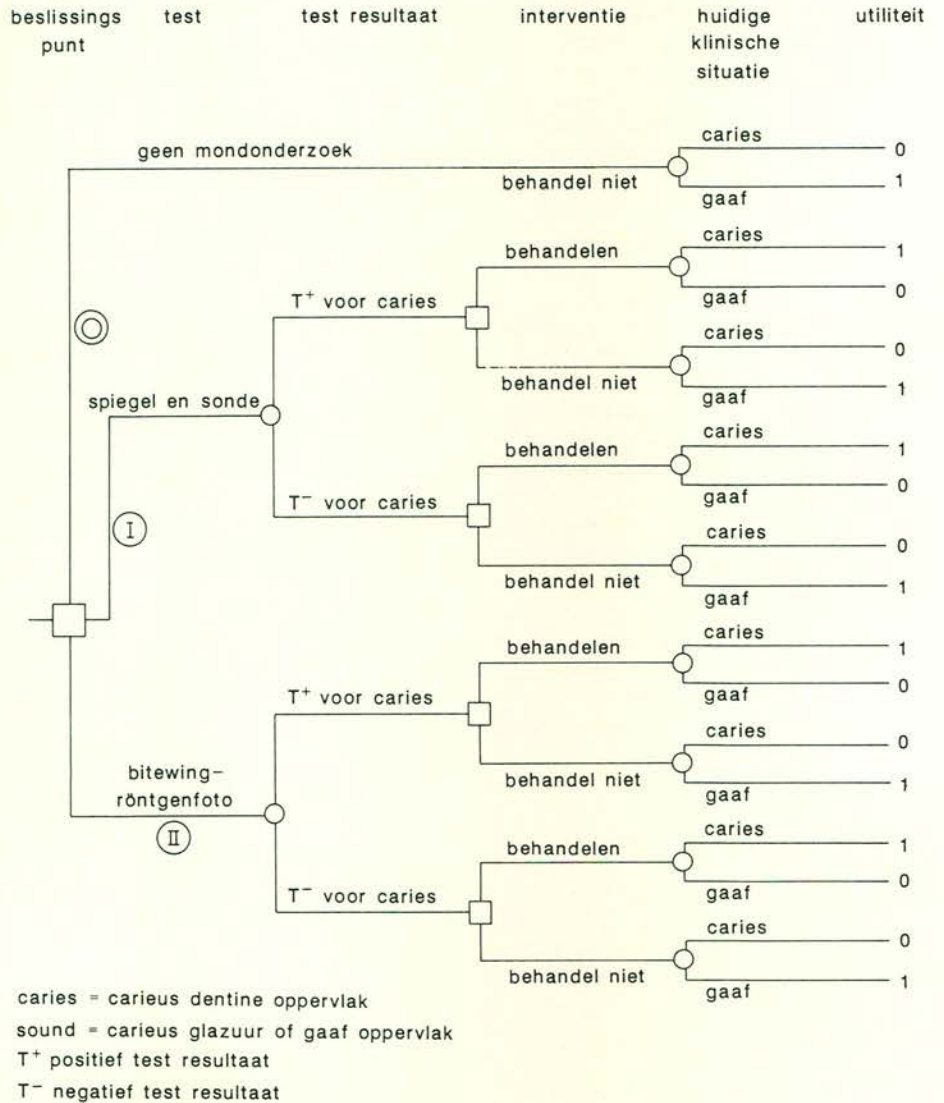 beslissings test test resultaat interventie huidige utiliteit
punt klinische
situatie
caries
geen mondonderzoek 0
behandel niet 1
gaaf
caries
behandelen 1
T⁺ voor caries 0
gaaf
caries
0
behandel niet
spiegel en sonde 1
gaaf
caries
behandelen 1
T⁻ voor caries 0
gaaf
caries
I 0
behandel niet 1
gaaf
caries
behandelen 1
T⁺ voor caries 0
gaaf
caries
bitewing- 0
röntgenfoto behandel niet 1
gaaf
II
caries
behandelen 1
T⁻ voor caries 0
gaaf
caries
0
behandel niet 1
gaaf
caries = carieus dentine oppervlak
sound = carieus glazuur of gaaf oppervlak
T⁺ positief test resultaat
T⁻ negatief test resultaat